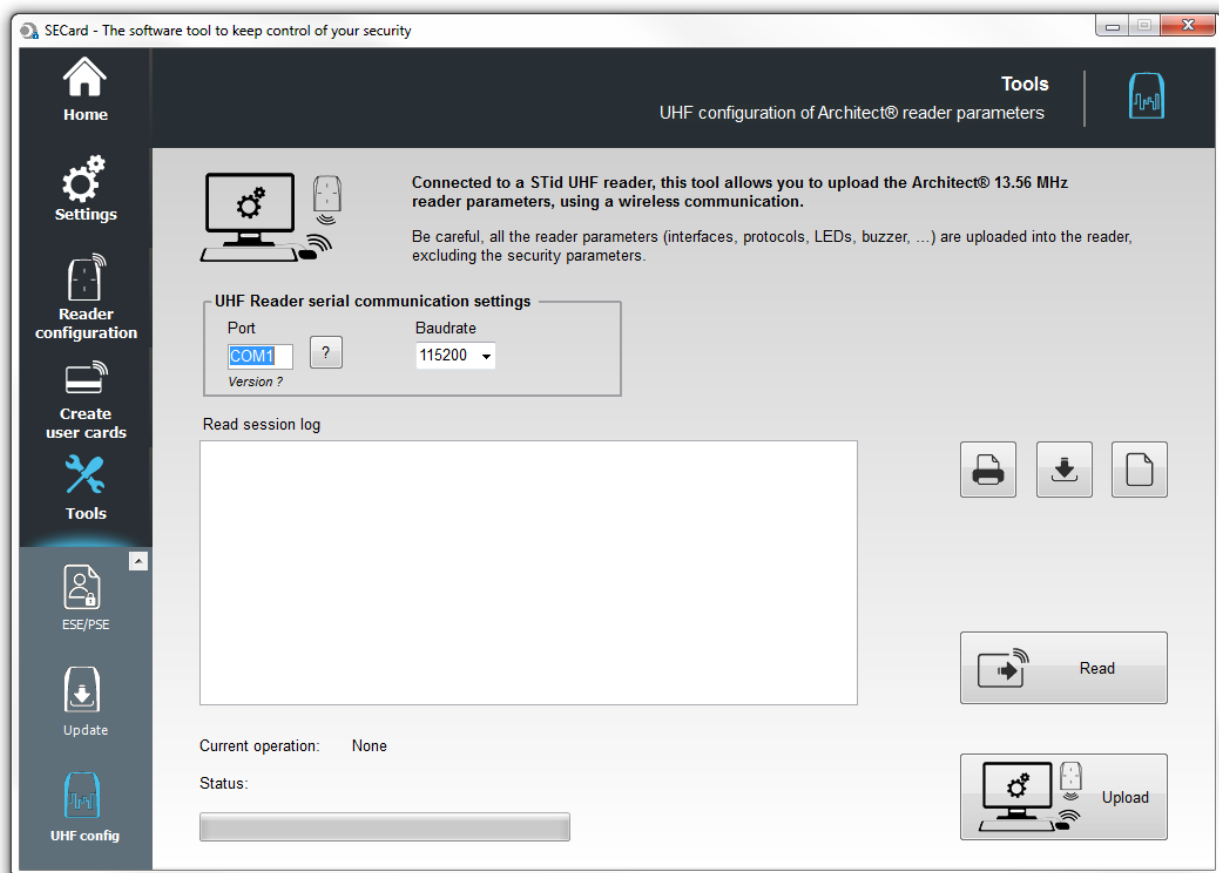 SECard - The software tool to keep control of your security
Home
Tools
UHF configuration of Architect® reader parameters
Settings
Reader
configuration
Create
user cards
Tools
ESE/PSE
Update
UHF config
Connected to a STid UHF reader, this tool allows you to upload the Architect® 13.56 MHz
reader parameters, using a wireless communication.
Be careful, all the reader parameters (interfaces, protocols, LEDs, buzzer, ...) are uploaded into the reader,
excluding the security parameters.
UHF Reader serial communication settings
Port
Baudrate
COM1
?
115200
Version ?
Read session log
Read
Current operation: None
Status:
Upload